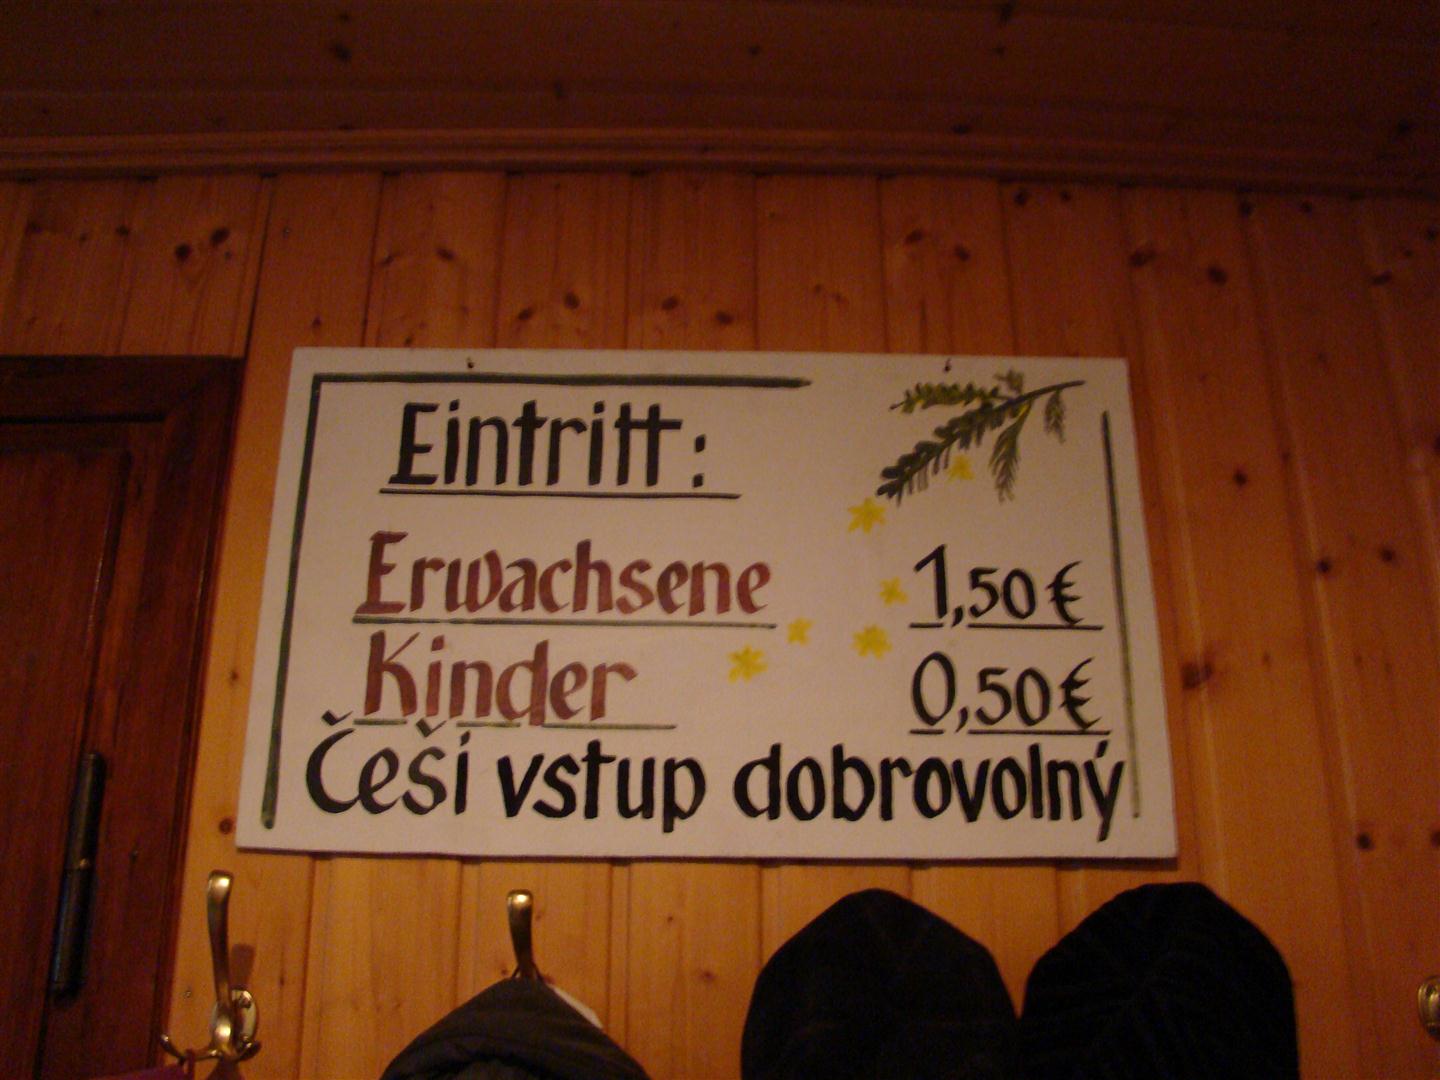 Eintritt:
Erwachsene 1,50 €
Kinder 0,50 €
Češi vstup dobrovolný